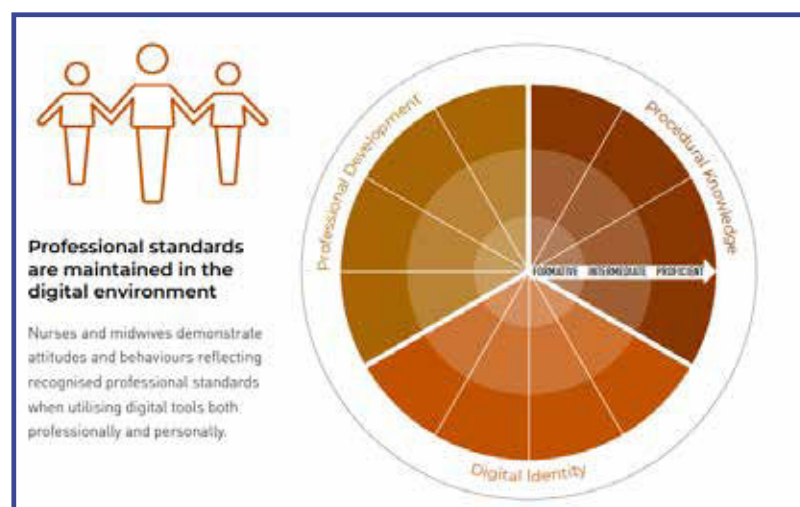 Professional standards
are maintained in the
digital environment
Nurses and midwives demonstrate
attitudes and behaviours reflecting
recognised professional standards
when utilising digital tools both
professionally and personally.
Professional Development
Procedural Knowledge
FORMATIVE INTERMEDIATE PROFICIENT
Digital Identity